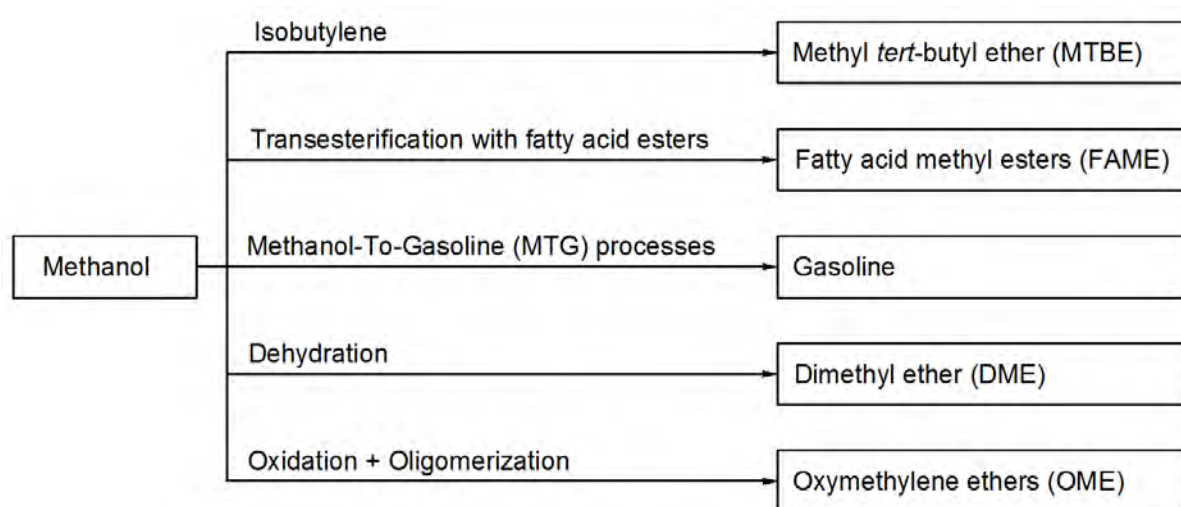 Isobutylene
Methyl tert-butyl ether (MTBE)
Transesterification with fatty acid esters
Fatty acid methyl esters (FAME)
Methanol
Methanol-To-Gasoline (MTG) processes
Gasoline
Dehydration
Dimethyl ether (DME)
Oxidation + Oligomerization
Oxymethylene ethers (OME)